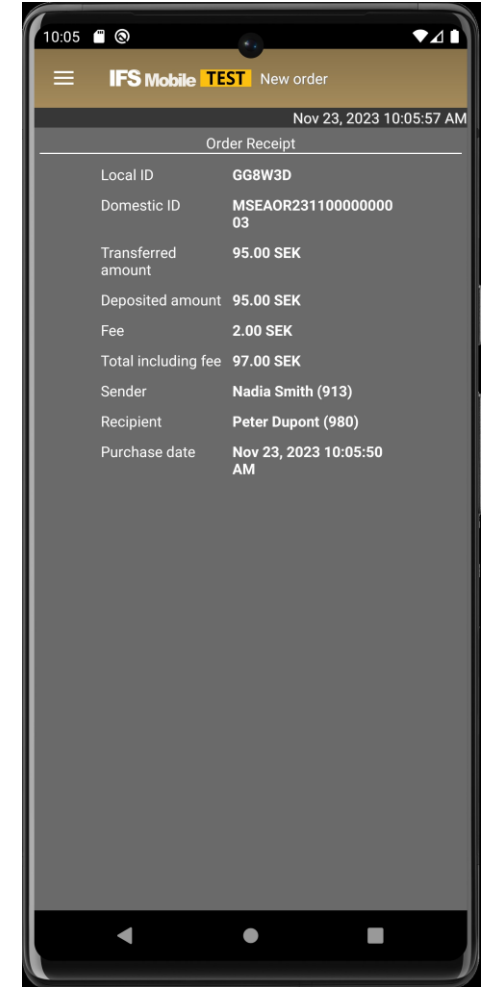 10:05
IFS Mobile TEST New order
Nov 23, 2023 10:05:57 AM
Order Receipt
Local ID GG8W3D
Domestic ID MSEAOR231100000000
03
Transferred 95.00 SEK
amount
Deposited amount 95.00 SEK
Fee 2.00 SEK
Total including fee 97.00 SEK
Sender Nadia Smith (913)
Recipient Peter Dupont (980)
Purchase date Nov 23, 2023 10:05:50
AM